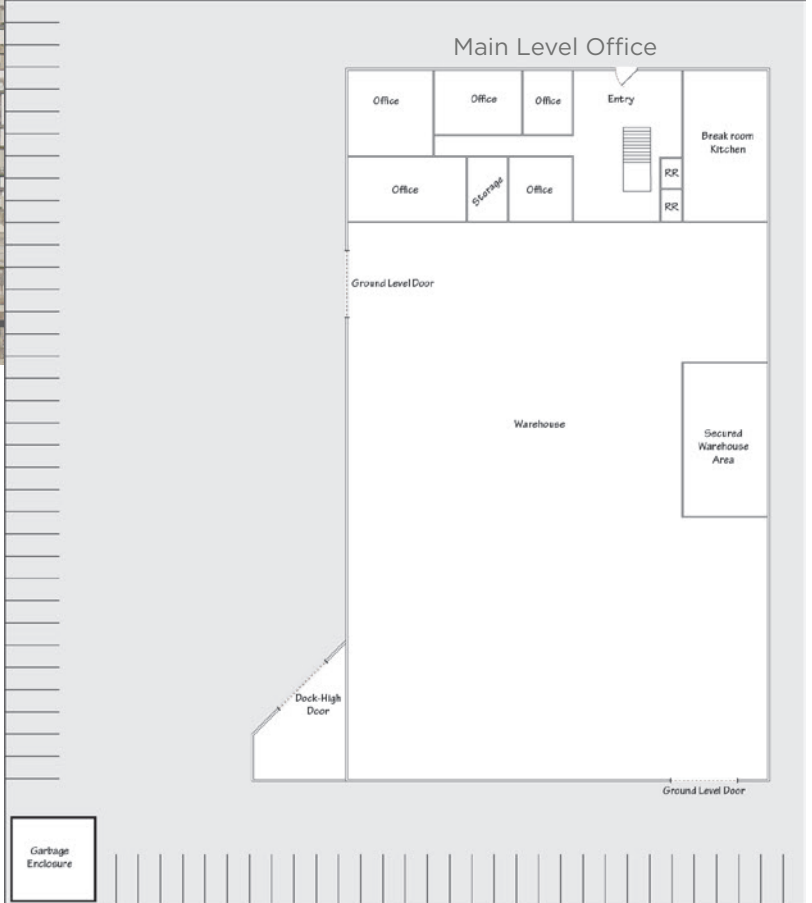 Main Level Office
Office
Office
Office
Entry
Break room
Kitchen
RR
RR
Office
Storage
Office
Ground Level Door
Warehouse
Secured
Warehouse
Area
Dock-High
Door
Ground Level Door
Garbage
Enclosure